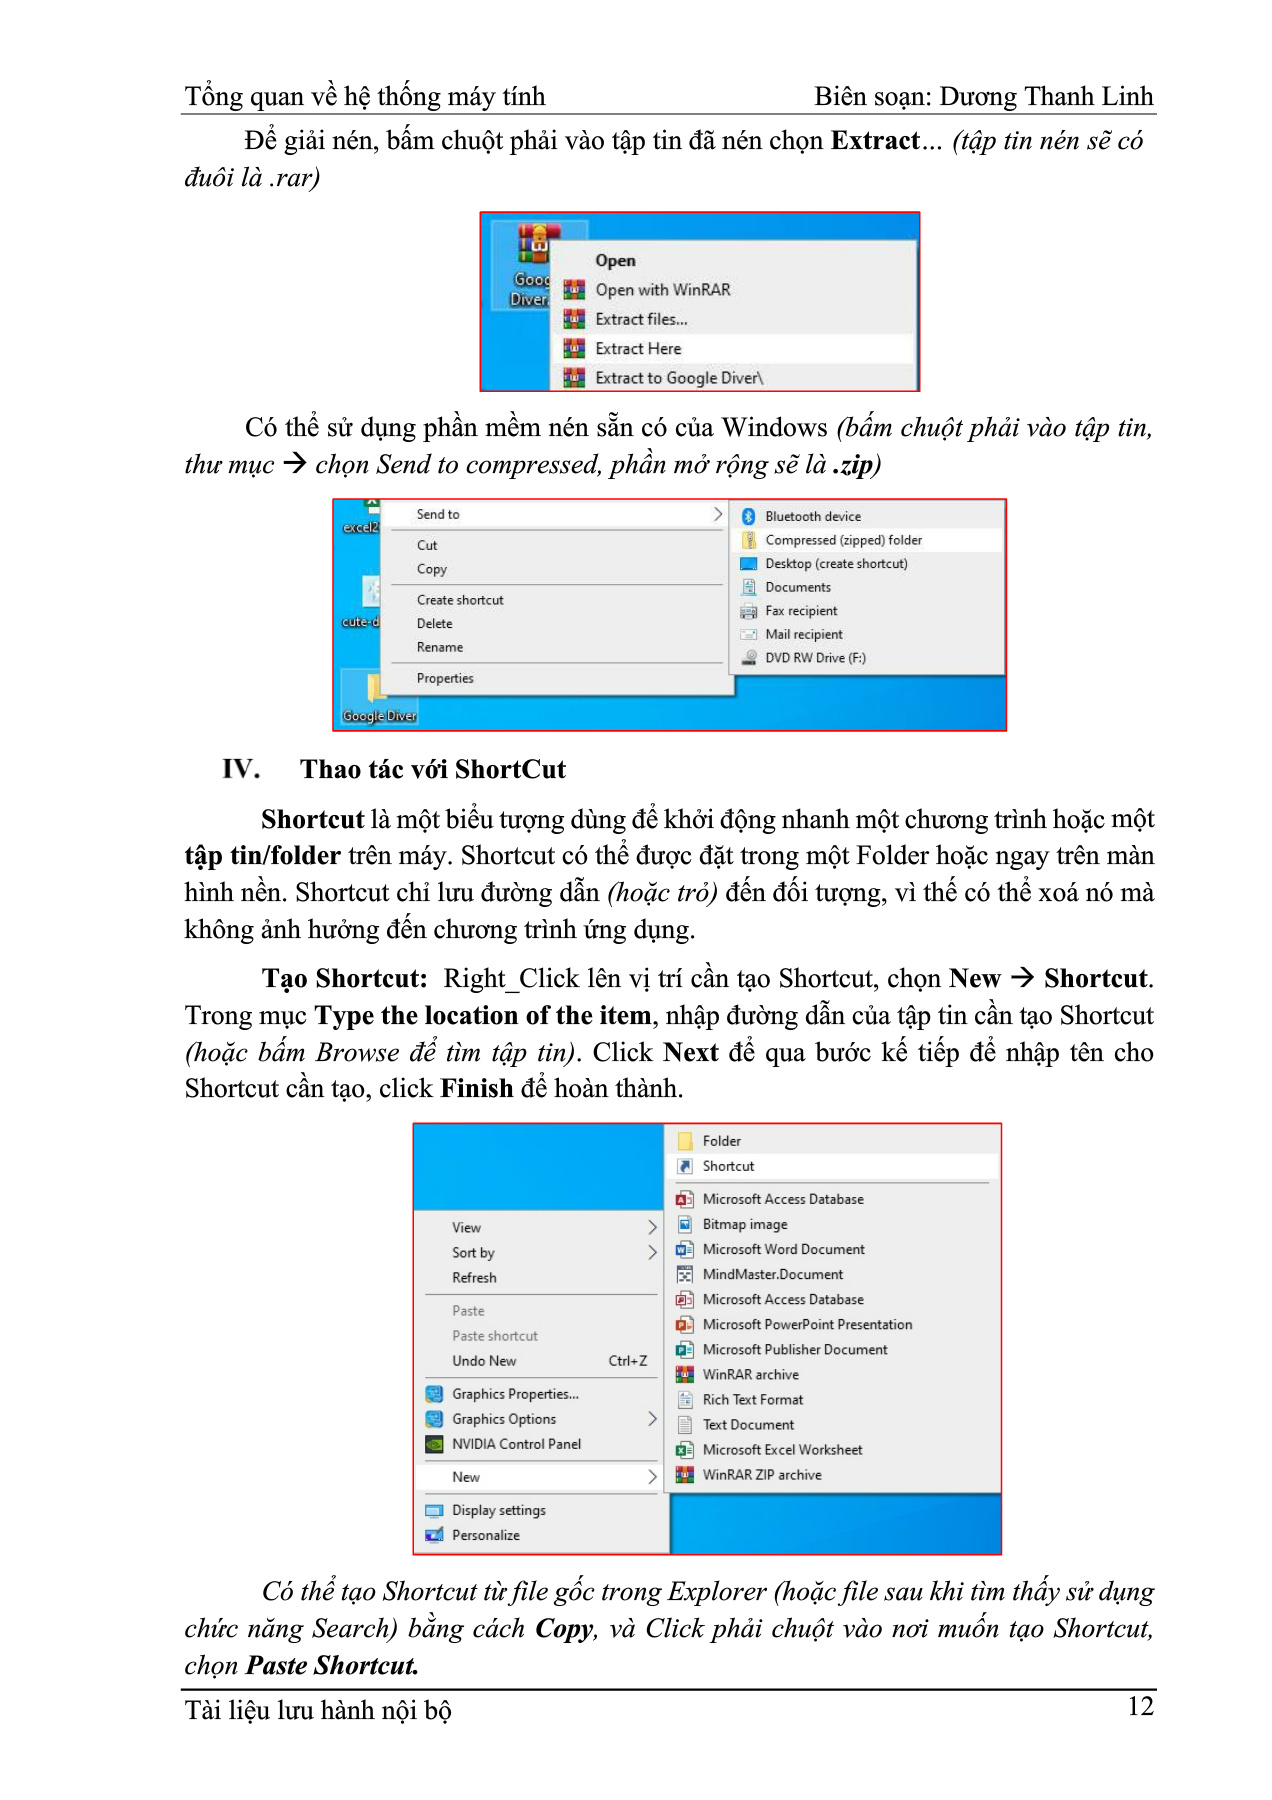 Tổng quan về hệ thống máy tính
Biên soạn: Dương Thanh Linh
Để giải nén, bấm chuột phải vào tập tin đã nén chọn Extract… (tập tin nén sẽ có
đuôi là .rar)
Goog
Diver.
Open
Open with WinRAR
Extract files...
Extract Here
Extract to Google Diver\
Có thể sử dụng phần mềm nén sẵn có của Windows (bấm chuột phải vào tập tin,
thư mục → chọn Send to compressed, phần mở rộng sẽ là .zip)
excel2
cute-d
Google Diver
Send to
Cut
Copy
Create shortcut
Delete
Rename
Properties
Bluetooth device
Compressed (zipped) folder
Desktop (create shortcut)
Documents
Fax recipient
Mail recipient
DVD RW Drive (F:)
IV. Thao tác với ShortCut
Shortcut là một biểu tượng dùng để khởi động nhanh một chương trình hoặc một
tập tin/folder trên máy. Shortcut có thể được đặt trong một Folder hoặc ngay trên màn
hình nền. Shortcut chỉ lưu đường dẫn (hoặc trỏ) đến đối tượng, vì thế có thể xoá nó mà
không ảnh hưởng đến chương trình ứng dụng.
Tạo Shortcut: Right_Click lên vị trí cần tạo Shortcut, chọn New → Shortcut.
Trong mục Type the location of the item, nhập đường dẫn của tập tin cần tạo Shortcut
(hoặc bấm Browse để tìm tập tin). Click Next để qua bước kế tiếp để nhập tên cho
Shortcut cần tạo, click Finish để hoàn thành.
View
Sort by
Refresh
Paste
Paste shortcut
Undo New Ctrl+Z
Graphics Properties...
Graphics Options
NVIDIA Control Panel
New
Display settings
Personalize
Folder
Shortcut
Microsoft Access Database
Bitmap image
Microsoft Word Document
MindMaster.Document
Microsoft Access Database
Microsoft PowerPoint Presentation
Microsoft Publisher Document
WinRAR archive
Rich Text Format
Text Document
Microsoft Excel Worksheet
WinRAR ZIP archive
Có thể tạo Shortcut từ file gốc trong Explorer (hoặc file sau khi tìm thấy sử dụng
chức năng Search) bằng cách Copy, và Click phải chuột vào nơi muốn tạo Shortcut,
chọn Paste Shortcut.
Tài liệu lưu hành nội bộ
12